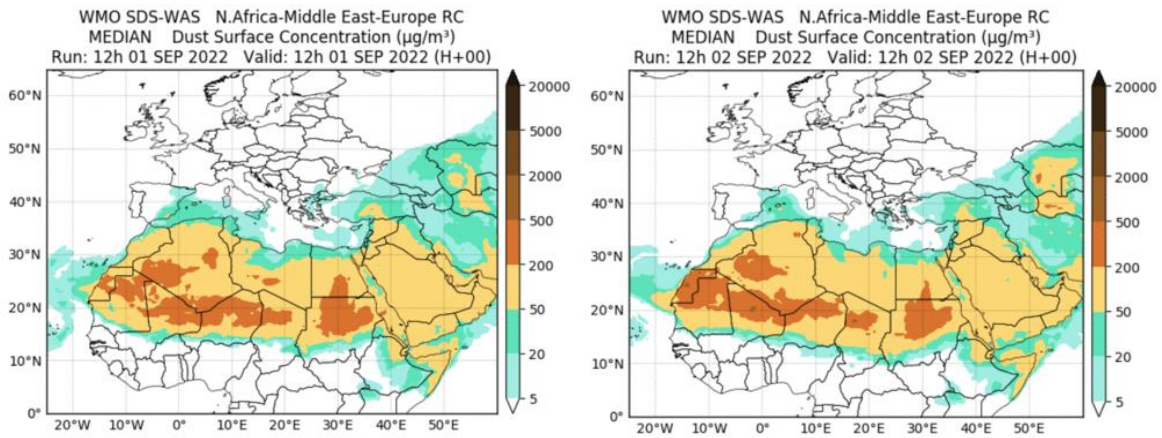 WMO SDS-WAS N.Africa-Middle East-Europe RC
MEDIAN Dust Surface Concentration (µg/m³)
Run: 12h 01 SEP 2022 Valid: 12h 01 SEP 2022 (H+00)
60°N
50°N
40°N
30°N
20°N
10°N
0°
20°W
10°W
0°
10°E
20°E
30°E
40°E
50°E
20000
5000
2000
500
200
50
20
5
WMO SDS-WAS N.Africa-Middle East-Europe RC
MEDIAN Dust Surface Concentration (µg/m³)
Run: 12h 02 SEP 2022 Valid: 12h 02 SEP 2022 (H+00)
60°N
50°N
40°N
30°N
20°N
10°N
0°
20°W
10°W
0°
10°E
20°E
30°E
40°E
50°E
20000
5000
2000
500
200
50
20
5